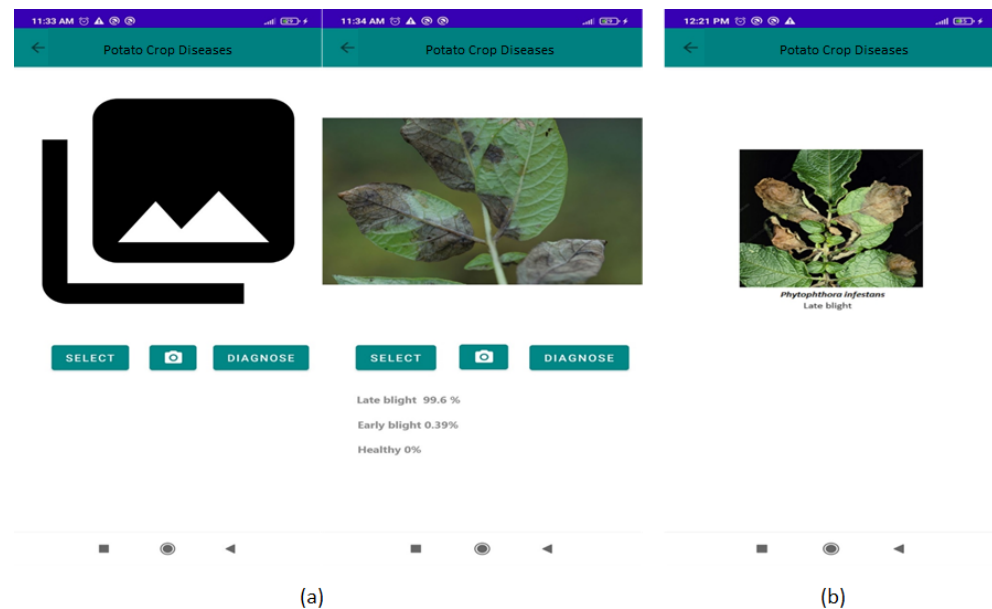 11:33 AM
Potato Crop Diseases
SELECT
DIAGNOSE
11:34 AM
Potato Crop Diseases
SELECT
DIAGNOSE
Late blight 99.6 %
Early blight 0.39%
Healthy 0%
(a)
12:21 PM
Potato Crop Diseases
Phytophthora infestans
Late blight
(b)